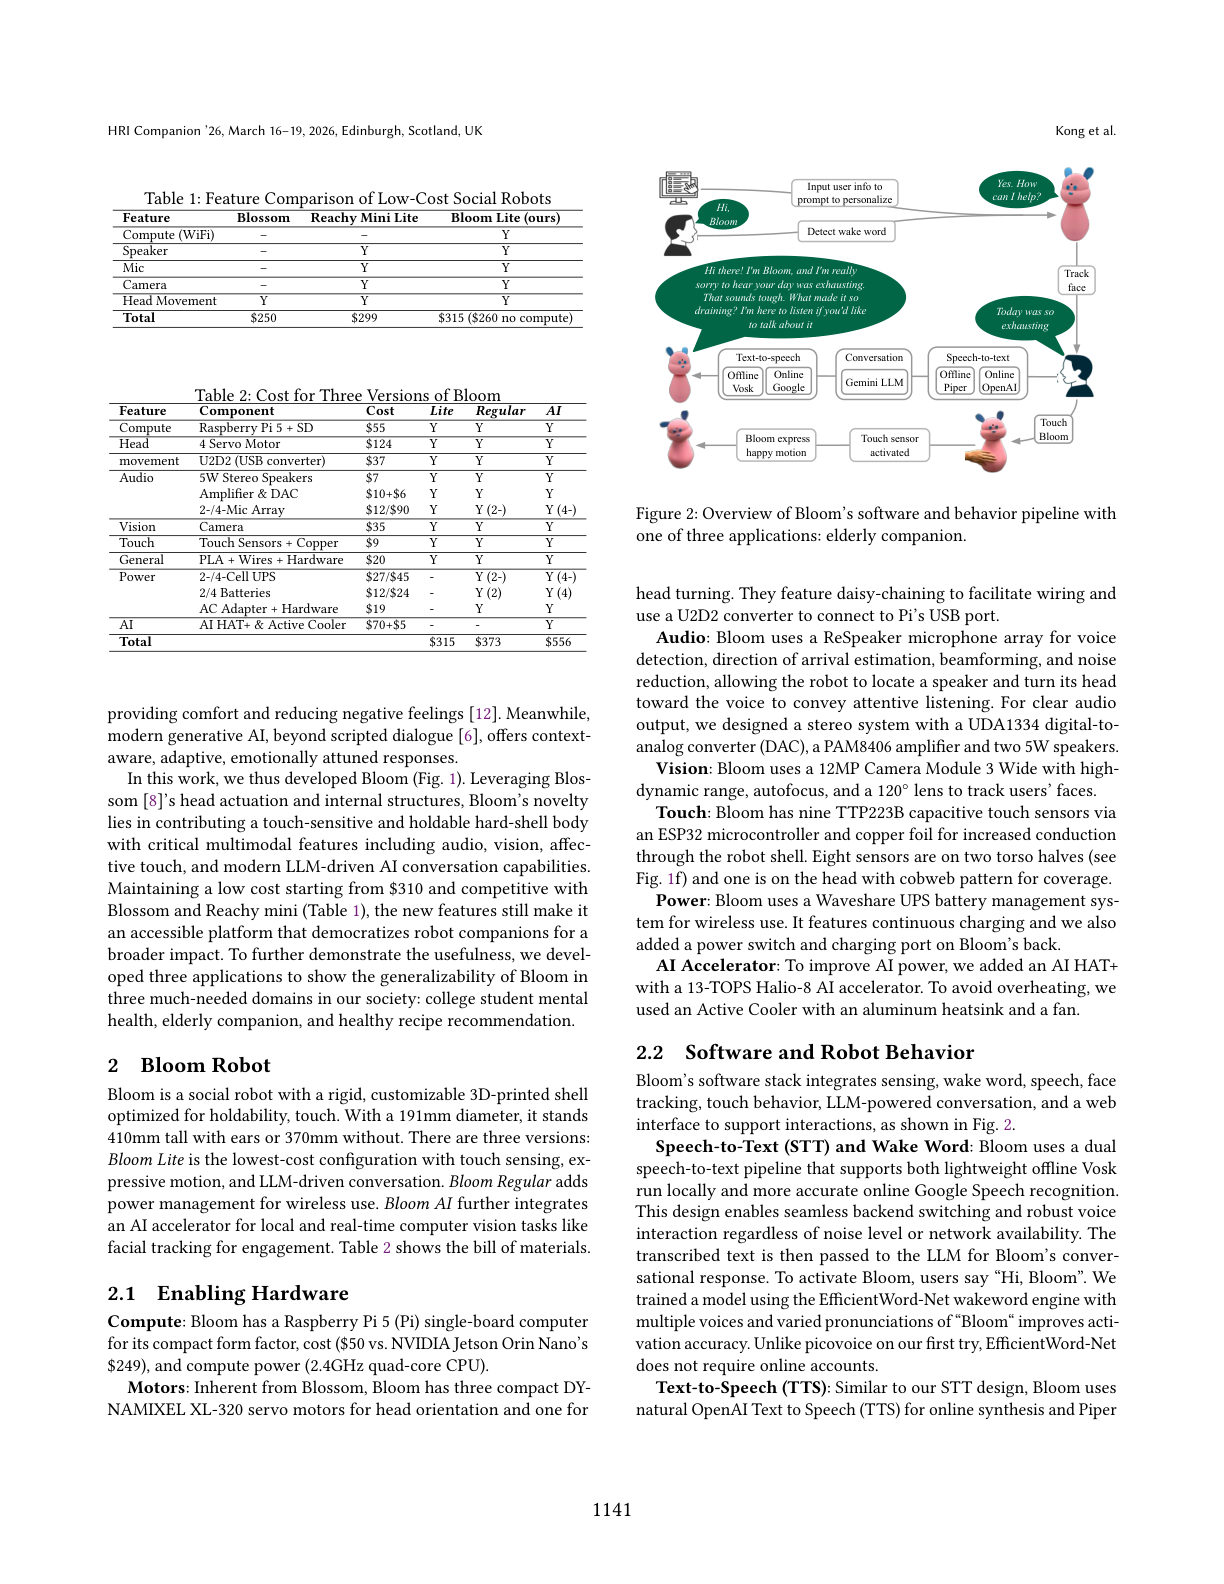 HRI Companion '26, March 16–19, 2026, Edinburgh, Scotland, UK
Kong et al.
Table 1: Feature Comparison of Low-Cost Social Robots
Feature Blossom Reachy Mini Lite Bloom Lite (ours)
Compute (WiFi) – – Y
Speaker – Y Y
Mic – Y Y
Camera – Y Y
Head Movement Y Y Y
Total $250 $299 $315 ($260 no compute)
Table 2: Cost for Three Versions of Bloom
Feature Component Cost Lite Regular AI
Compute Raspberry Pi 5 + SD $55 Y Y Y
Head 4 Servo Motor $124 Y Y Y
movement U2D2 (USB converter) $37 Y Y Y
Audio 5W Stereo Speakers $7 Y Y Y
Amplifier & DAC $10+$6 Y Y Y
2-/4-Mic Array $12/$90 Y Y (2-) Y (4-)
Vision Camera $35 Y Y Y
Touch Touch Sensors + Copper $9 Y Y Y
General PLA + Wires + Hardware $20 Y Y Y
Power 2-/4-Cell UPS $27/$45 - Y (2-) Y (4-)
2/4 Batteries $12/$24 - Y (2) Y (4)
AC Adapter + Hardware $19 - Y Y
AI AI HAT+ & Active Cooler $70+$5 - - Y
Total $315 $373 $556
providing comfort and reducing negative feelings [12]. Meanwhile,
modern generative AI, beyond scripted dialogue [6], offers context-
aware, adaptive, emotionally attuned responses.
In this work, we thus developed Bloom (Fig. 1). Leveraging Blos-
som [8]'s head actuation and internal structures, Bloom's novelty
lies in contributing a touch-sensitive and holdable hard-shell body
with critical multimodal features including audio, vision, affec-
tive touch, and modern LLM-driven AI conversation capabilities.
Maintaining a low cost starting from $310 and competitive with
Blossom and Reachy mini (Table 1), the new features still make it
an accessible platform that democratizes robot companions for a
broader impact. To further demonstrate the usefulness, we devel-
oped three applications to show the generalizability of Bloom in
three much-needed domains in our society: college student mental
health, elderly companion, and healthy recipe recommendation.
2 Bloom Robot
Bloom is a social robot with a rigid, customizable 3D-printed shell
optimized for holdability, touch. With a 191mm diameter, it stands
410mm tall with ears or 370mm without. There are three versions:
Bloom Lite is the lowest-cost configuration with touch sensing, ex-
pressive motion, and LLM-driven conversation. Bloom Regular adds
power management for wireless use. Bloom AI further integrates
an AI accelerator for local and real-time computer vision tasks like
facial tracking for engagement. Table 2 shows the bill of materials.
2.1 Enabling Hardware
Compute: Bloom has a Raspberry Pi 5 (Pi) single-board computer
for its compact form factor, cost ($50 vs. NVIDIA Jetson Orin Nano's
$249), and compute power (2.4GHz quad-core CPU).
Motors: Inherent from Blossom, Bloom has three compact DY-
NAMIXEL XL-320 servo motors for head orientation and one for
Input user info to
prompt to personalize
Yes. How
can I help?
Hi,
Bloom
Detect wake word
Hi there! I'm Bloom, and I'm really
sorry to hear your day was exhausting.
That sounds tough. What made it so
draining? I'm here to listen if you'd like
to talk about it
Track
face
Today was so
exhausting
Text-to-speech
Offline
Vosk
Online
Google
Conversation
Gemini LLM
Speech-to-text
Offline
Piper
Online
OpenAI
Touch
Bloom
Bloom express
happy motion
Touch sensor
activated
Figure 2: Overview of Bloom's software and behavior pipeline with
one of three applications: elderly companion.
head turning. They feature daisy-chaining to facilitate wiring and
use a U2D2 converter to connect to Pi's USB port.
Audio: Bloom uses a ReSpeaker microphone array for voice
detection, direction of arrival estimation, beamforming, and noise
reduction, allowing the robot to locate a speaker and turn its head
toward the voice to convey attentive listening. For clear audio
output, we designed a stereo system with a UDA1334 digital-to-
analog converter (DAC), a PAM8406 amplifier and two 5W speakers.
Vision: Bloom uses a 12MP Camera Module 3 Wide with high-
dynamic range, autofocus, and a 120° lens to track users' faces.
Touch: Bloom has nine TTP223B capacitive touch sensors via
an ESP32 microcontroller and copper foil for increased conduction
through the robot shell. Eight sensors are on two torso halves (see
Fig. 1f) and one is on the head with cobweb pattern for coverage.
Power: Bloom uses a Waveshare UPS battery management sys-
tem for wireless use. It features continuous charging and we also
added a power switch and charging port on Bloom's back.
AI Accelerator: To improve AI power, we added an AI HAT+
with a 13-TOPS Halio-8 AI accelerator. To avoid overheating, we
used an Active Cooler with an aluminum heatsink and a fan.
2.2 Software and Robot Behavior
Bloom's software stack integrates sensing, wake word, speech, face
tracking, touch behavior, LLM-powered conversation, and a web
interface to support interactions, as shown in Fig. 2.
Speech-to-Text (STT) and Wake Word: Bloom uses a dual
speech-to-text pipeline that supports both lightweight offline Vosk
run locally and more accurate online Google Speech recognition.
This design enables seamless backend switching and robust voice
interaction regardless of noise level or network availability. The
transcribed text is then passed to the LLM for Bloom's conver-
sational response. To activate Bloom, users say “Hi, Bloom”. We
trained a model using the EfficientWord-Net wakeword engine with
multiple voices and varied pronunciations of “Bloom“ improves acti-
vation accuracy. Unlike picovoice on our first try, EfficientWord-Net
does not require online accounts.
Text-to-Speech (TTS): Similar to our STT design, Bloom uses
natural OpenAI Text to Speech (TTS) for online synthesis and Piper
1141